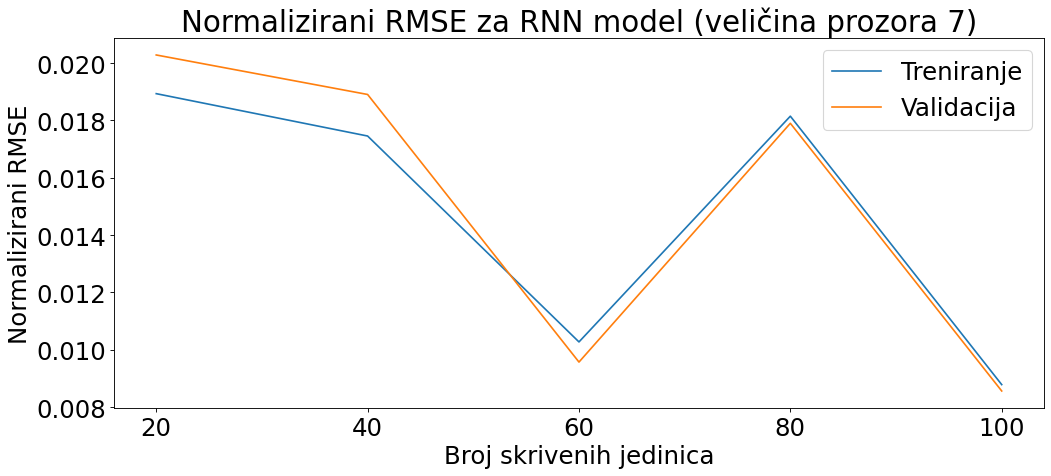 Normalizirani RMSE za RNN model (veličina prozora 7)
Treniranje
Validacija
Normalizirani RMSE
0.020
0.018
0.016
0.014
0.012
0.010
0.008
20 40 60 80 100
Broj skrivenih jedinica